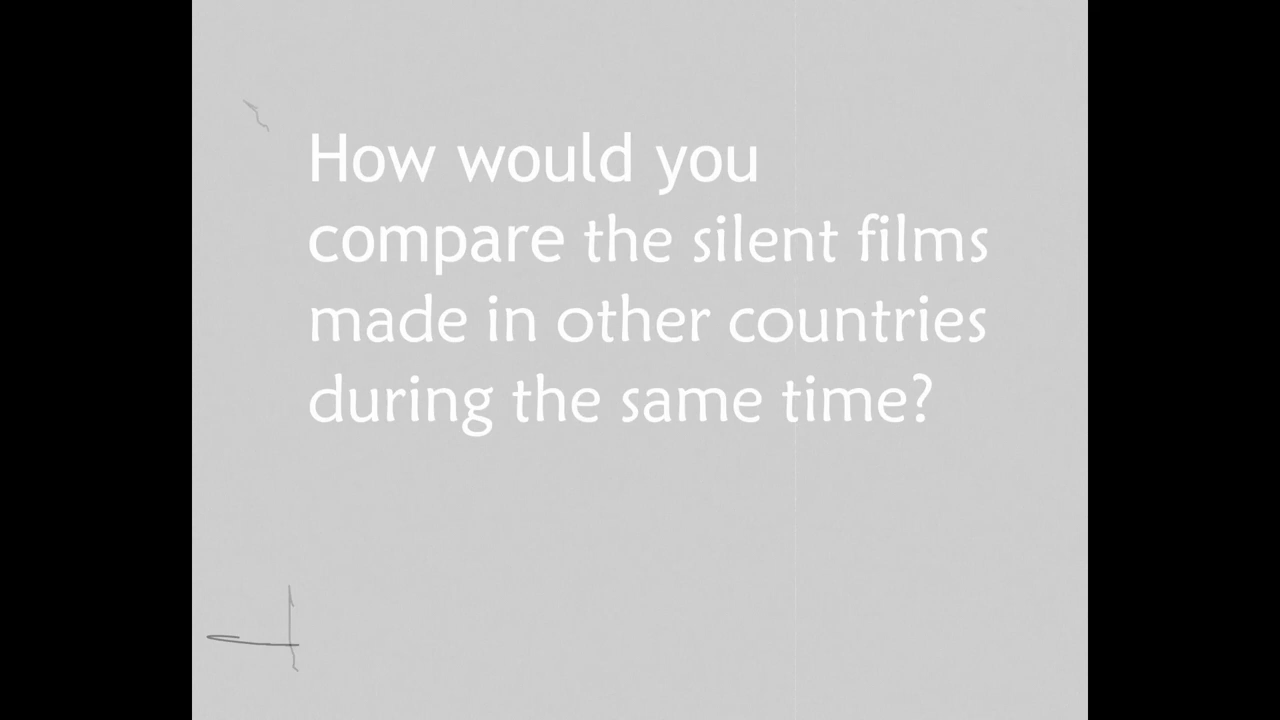 How would you
compare the silent films
made in other countries
during the same time?